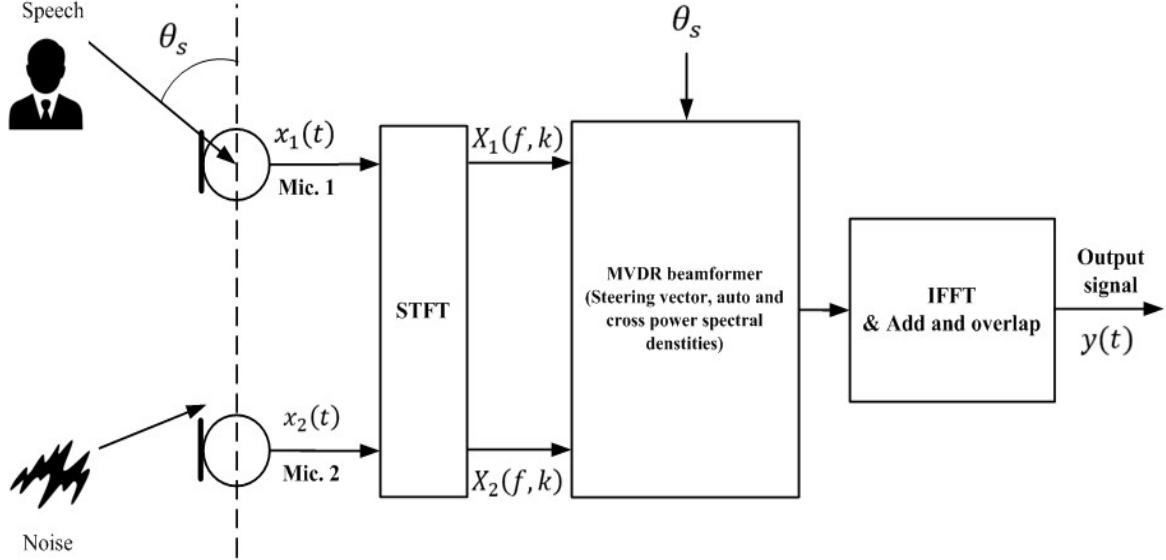 Speech
θₛ
x₁(t)
Mic. 1
STFT
X₁(f, k)
θₛ
MVDR beamformer
(Steering vector, auto and
cross power spectral
denstities)
IFFT
& Add and overlap
Output
signal
y(t)
x₂(t)
Mic. 2
X₂(f, k)
Noise